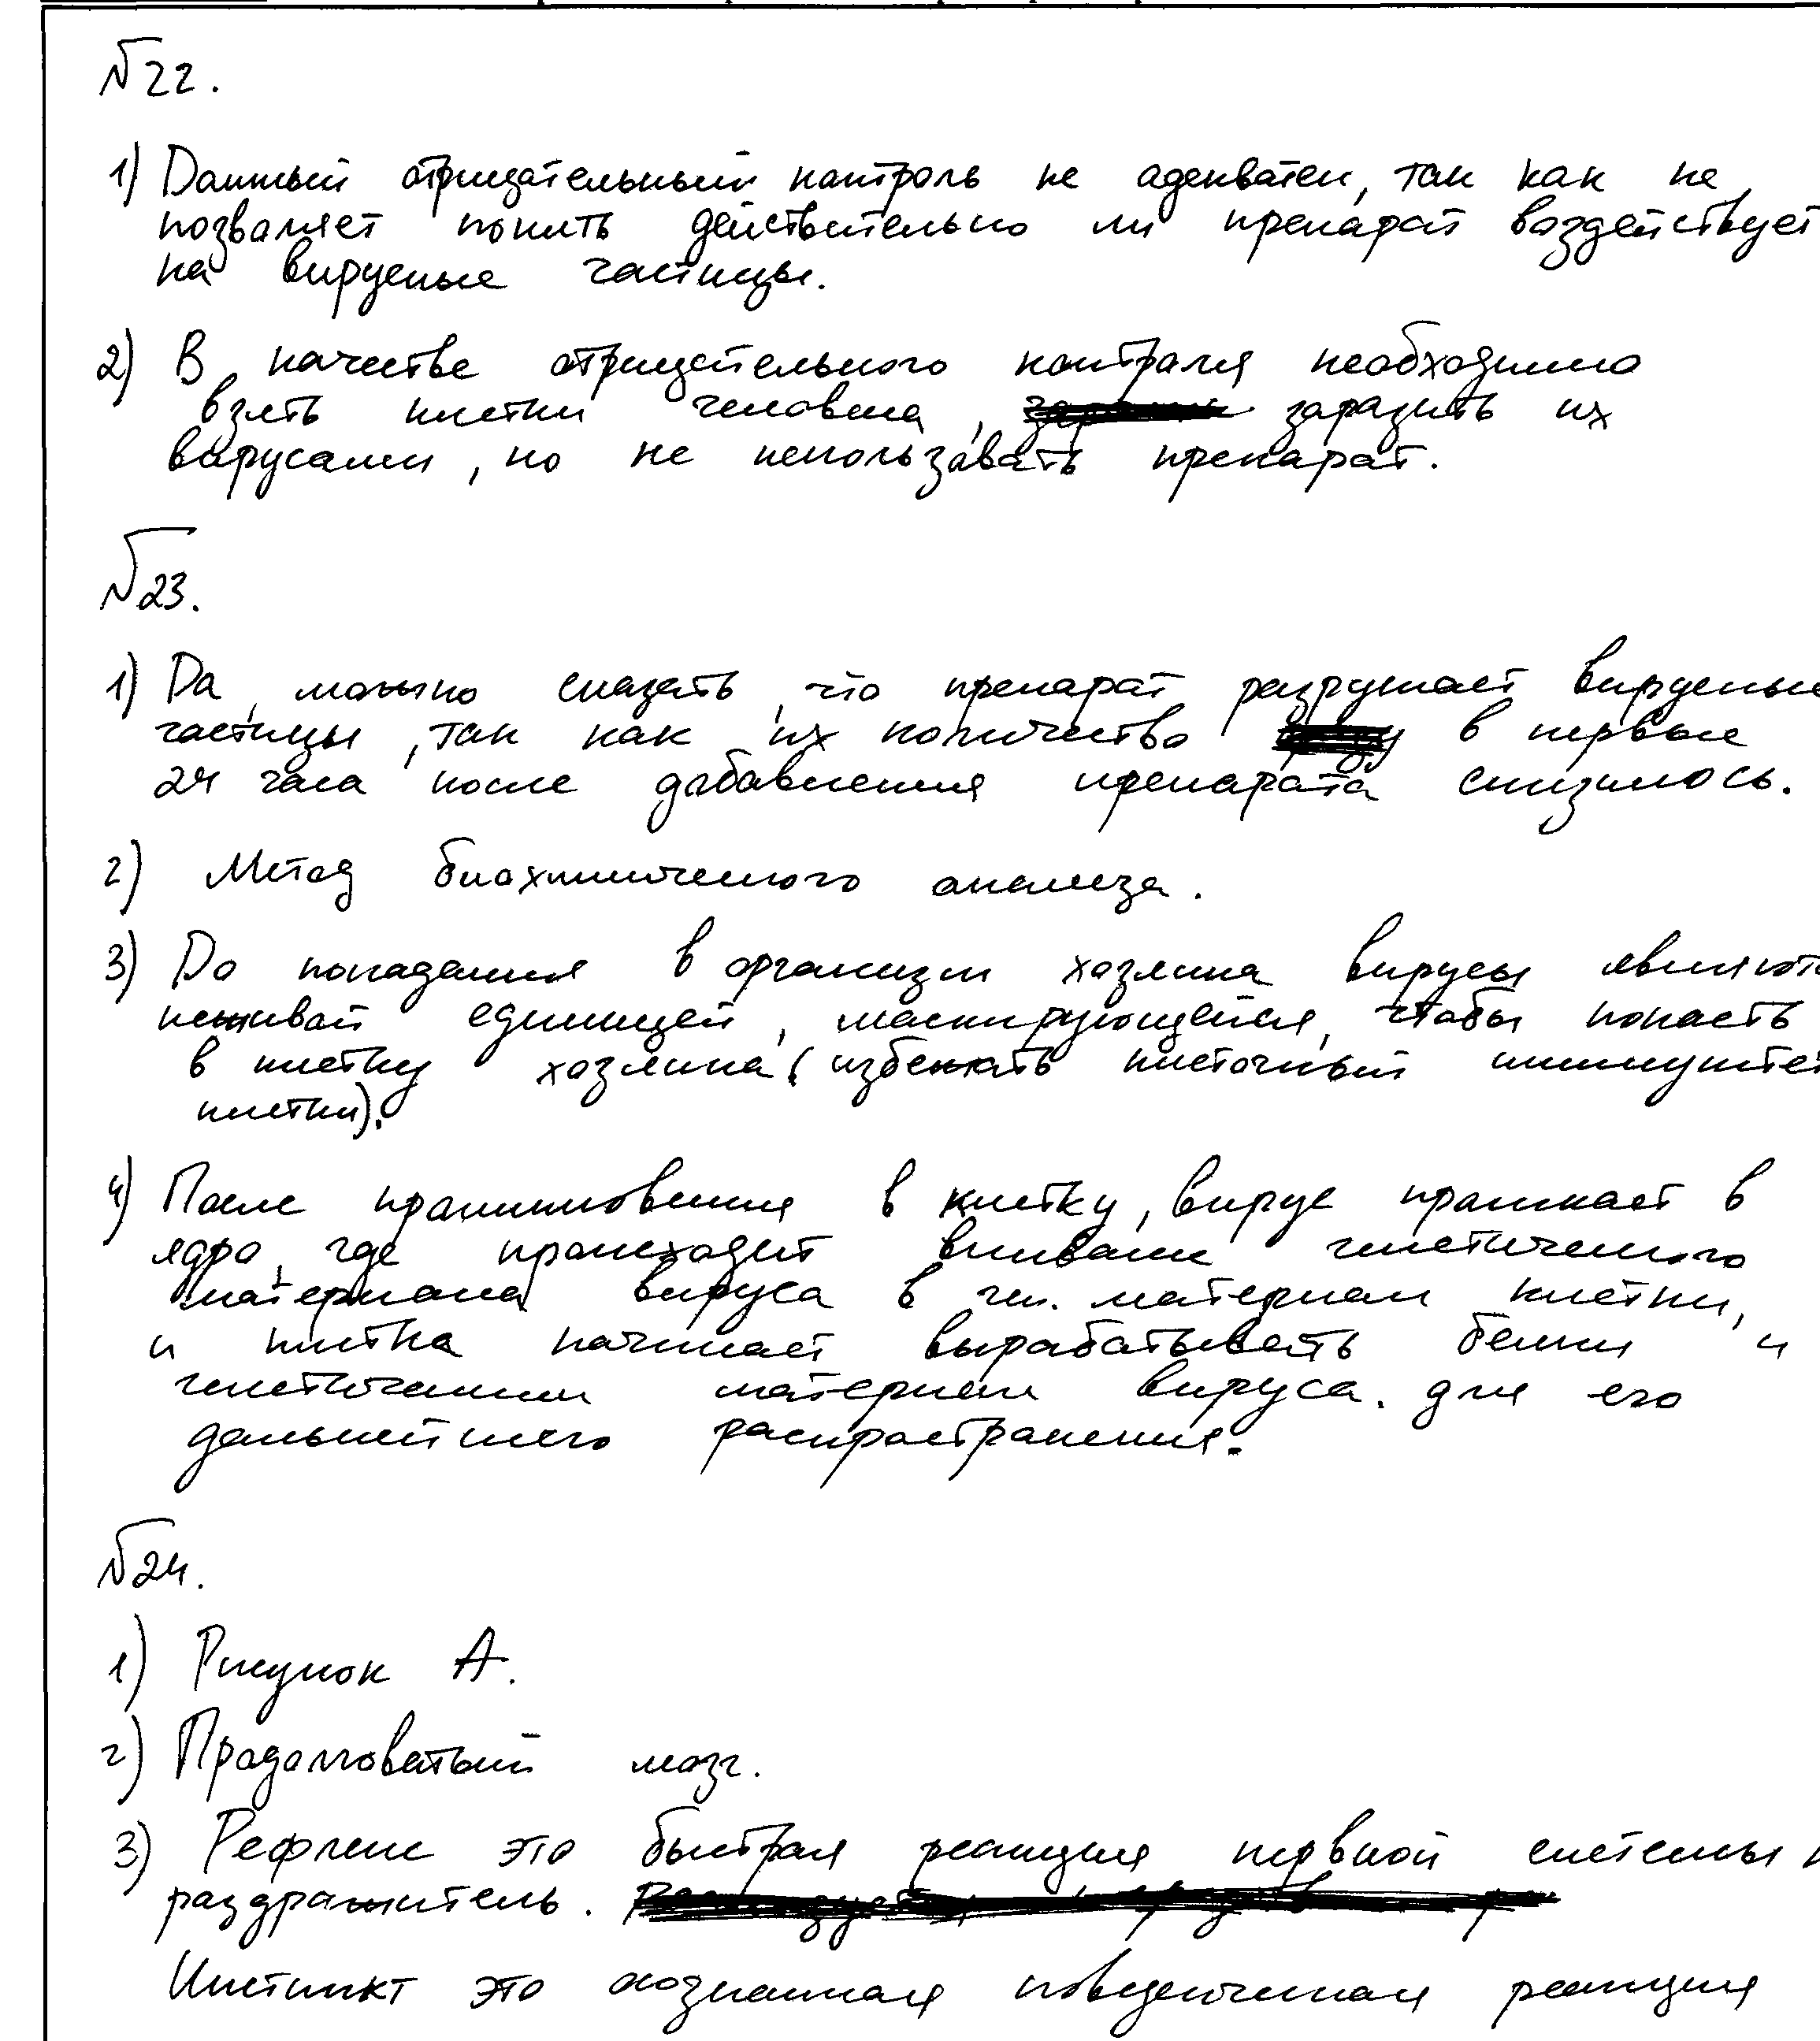 №22.
1) Данный отрицательный контроль не адекватен, так как не
позволяет понять действительно ли препарат воздействует
на вирусные частицы.
2) В качестве отрицательного контроля необходимо
взять клетки человека, заразить их
вирусами, но не использовать препарат.
№23.
1) Да, можно сказать, что препарат разрушает вирусные
частицы, так как их количество в первые
24 часа после добавления препарата снизилось.
2) Метод биохимического анализа.
3) До попадания в организм хозяина вирусы являются
неживой единицей, маскирующейся, чтобы попасть
в клетку хозяина (избежать клеточный иммунитет
клетки).
4) После проникновения в клетку, вирус проникает в
ядро, где происходит вшивание генетического
материала вируса в ген. материал клетки,
и клетка начинает вырабатывать белки и
генетический материал вируса. для его
дальнейшего распространения.
№24.
1) Рисунок А.
2) Продолговатый мозг.
3) Рефлекс это быстрая реакция нервной системы н
раздражитель.
Инстинкт это осознанная поведенческая реакция